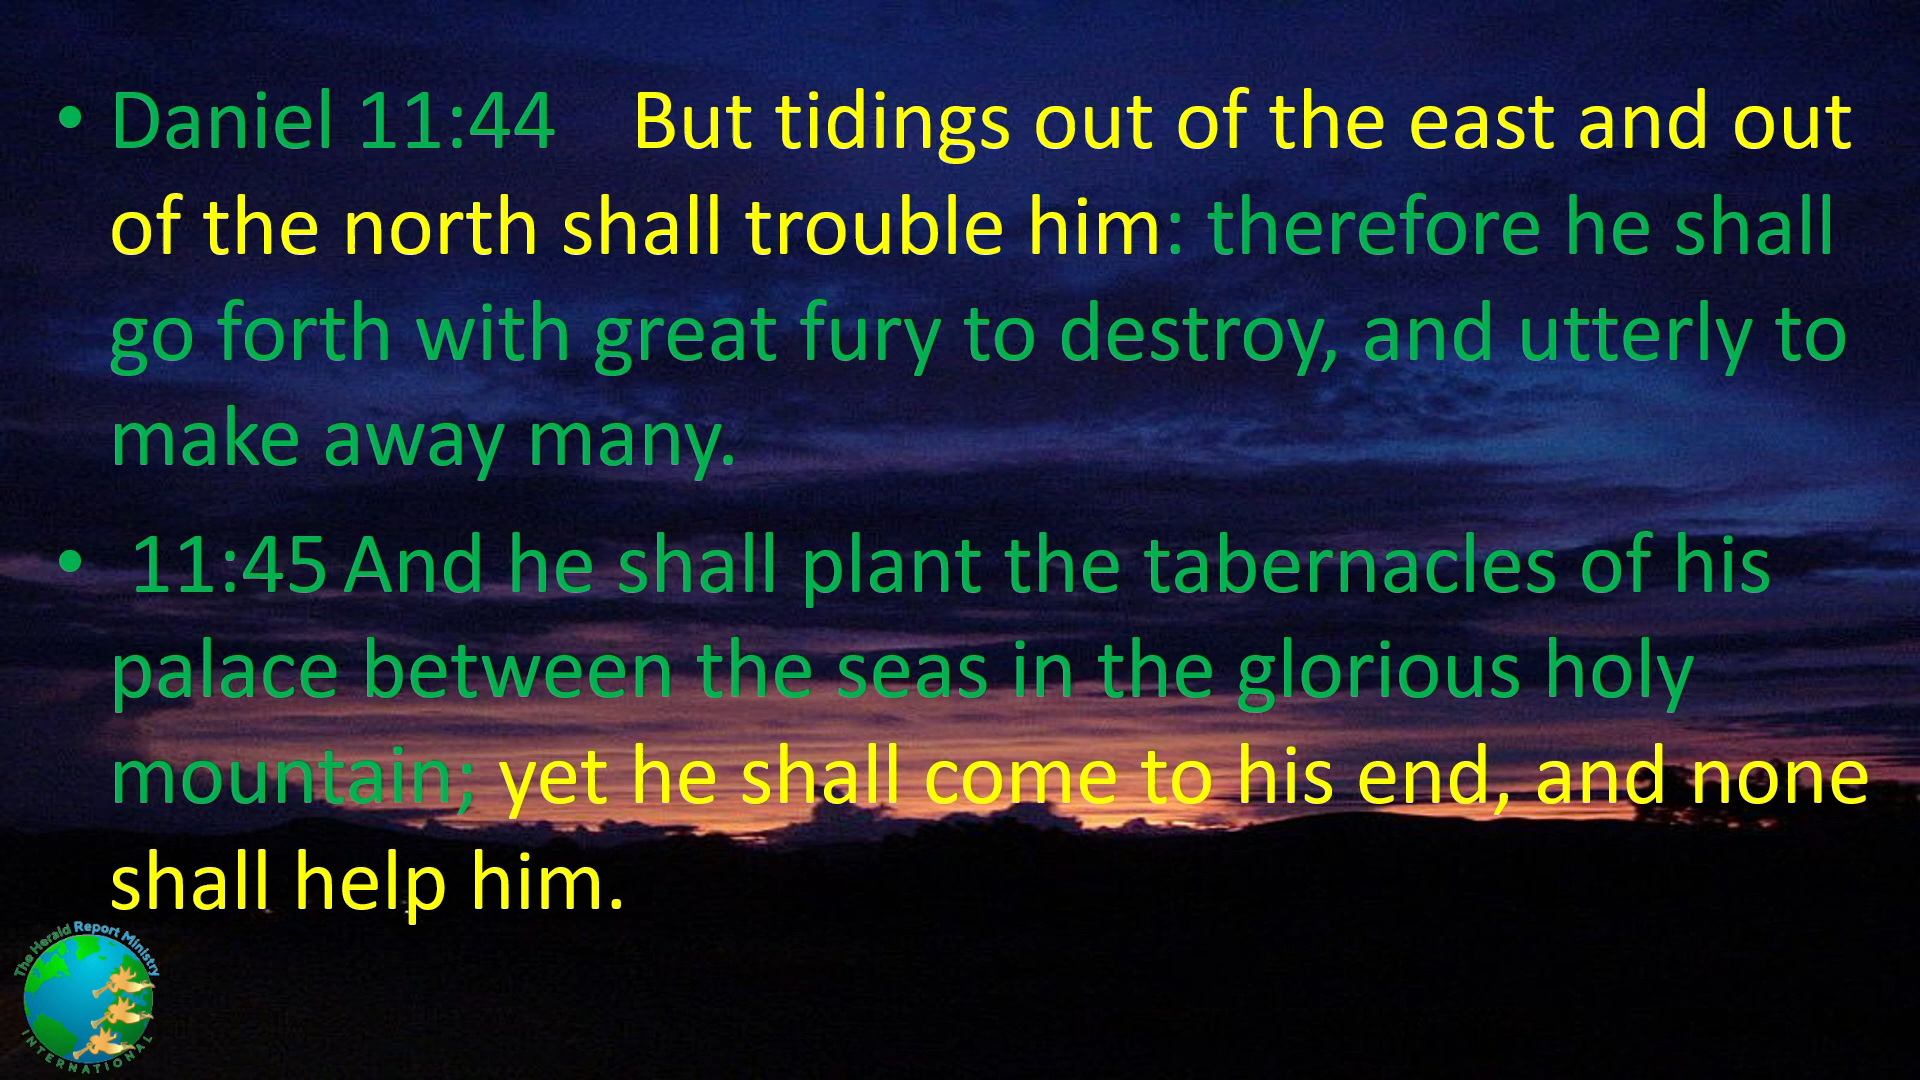 • Daniel 11:44 But tidings out of the east and out
of the north shall trouble him: therefore he shall
go forth with great fury to destroy, and utterly to
make away many.
• 11:45 And he shall plant the tabernacles of his
palace between the seas in the glorious holy
mountain; yet he shall come to his end, and none
shall help him.
The Herald Report Ministry
INTERNATIONAL